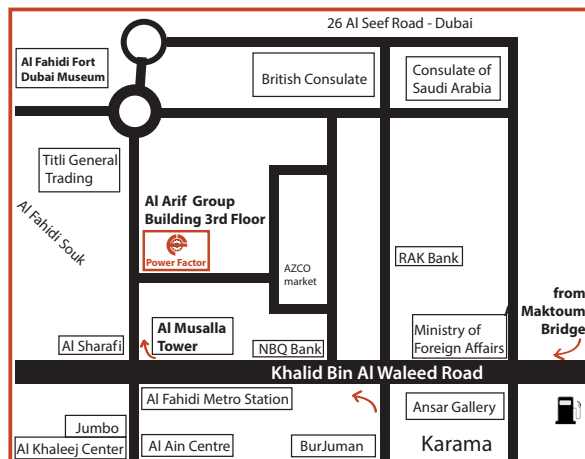 26 Al Seef Road - Dubai
Al Fahidi Fort
Dubai Museum
British Consulate
Consulate of
Saudi Arabia
Titli General
Trading
Al Fahidi Souk
Al Arif Group
Building 3rd Floor
Power Factor
AZCO
market
RAK Bank
from
Maktoum
Bridge
Al Sharafi
Al Musalla
Tower
NBQ Bank
Ministry of
Foreign Affairs
Khalid Bin Al Waleed Road
Al Fahidi Metro Station
Ansar Gallery
Jumbo
Al Khaleej Center
Al Ain Centre
BurJuman
Karama